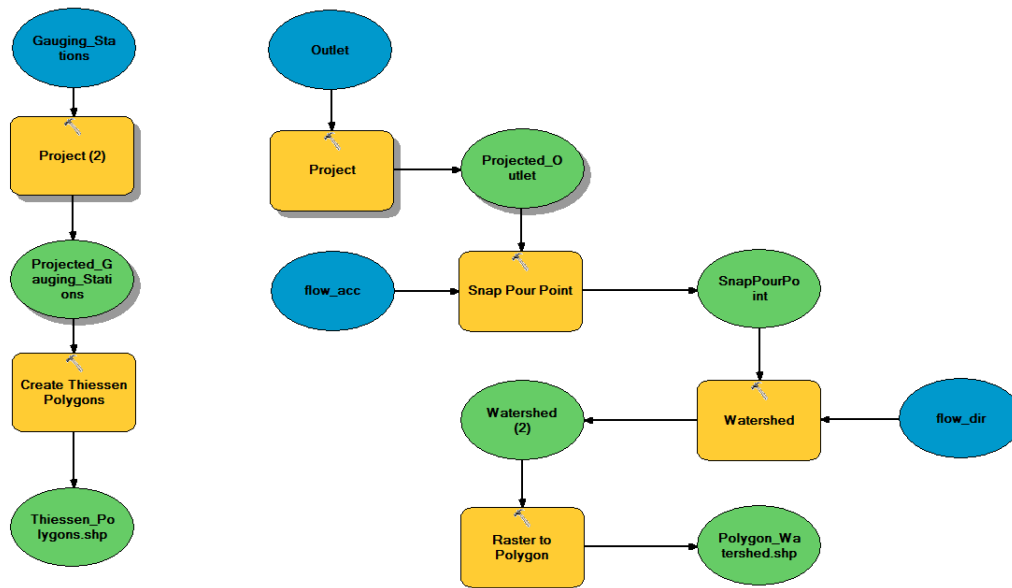 Gauging_Sta
tions
Project (2)
Projected_G
auging_Stati
ons
Create Thiessen
Polygons
Thiessen_Po
lygons.shp
Outlet
Project
Projected_O
utlet
flow_acc
Snap Pour Point
SnapPourPo
int
Watershed
(2)
Watershed
flow_dir
Raster to
Polygon
Polygon_Wa
tershed.shp